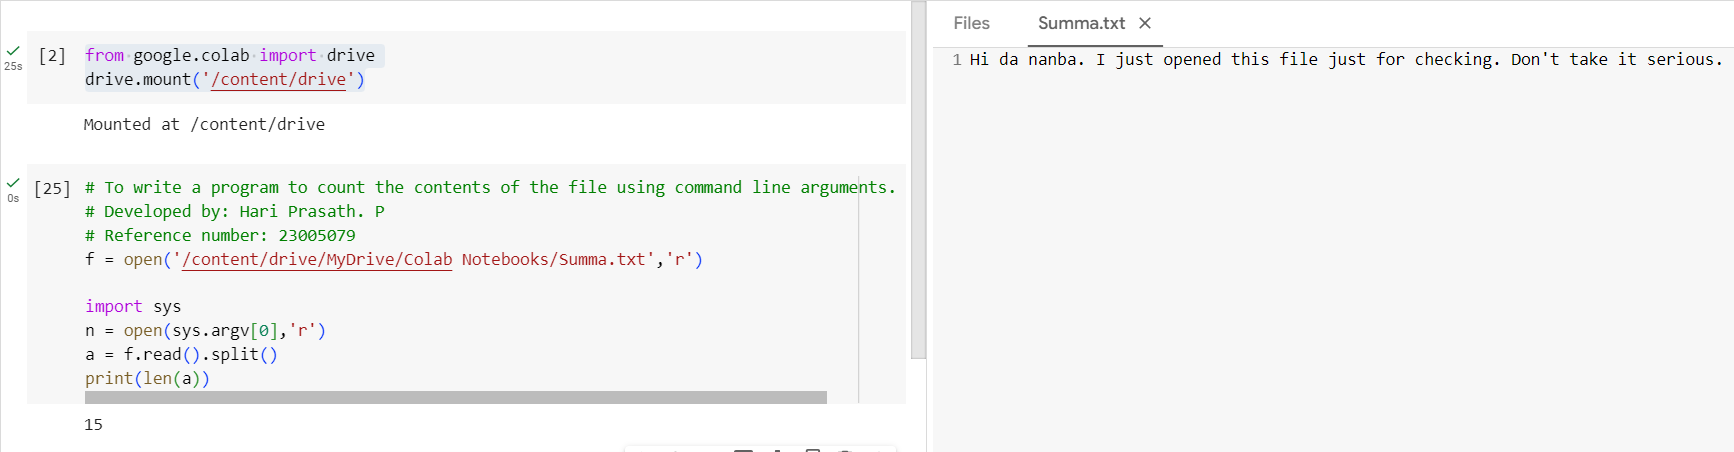 25s
[2]
from google.colab import drive
drive.mount('/content/drive')
Mounted at /content/drive
0s
[25]
# To write a program to count the contents of the file using command line arguments.
# Developed by: Hari Prasath. P
# Reference number: 23005079
f = open('/content/drive/MyDrive/Colab Notebooks/Summa.txt','r')
import sys
n = open(sys.argv[0],'r')
a = f.read().split()
print(len(a))
15
Files
Summa.txt
1 Hi da nanba. I just opened this file just for checking. Don't take it serious.